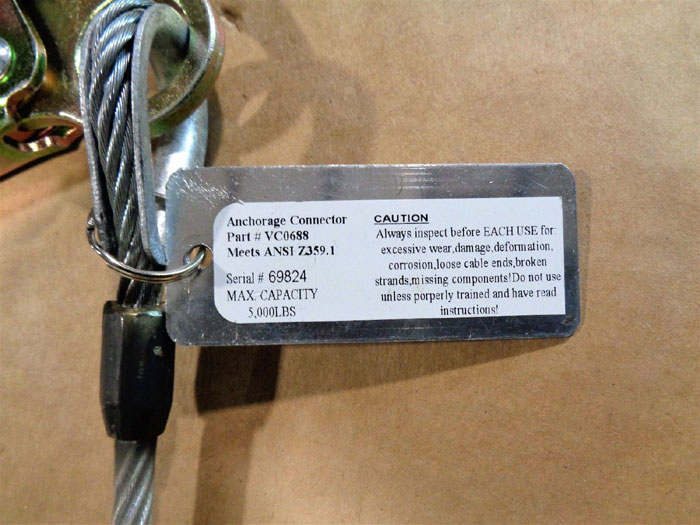 Anchorage Connector
Part # VC0688
Meets ANSI Z359.1
Serial # 69824
MAX. CAPACITY
5,000LBS
CAUTION
Always inspect before EACH USE for:
excessive wear,damage,deformation,
corrosion,loose cable ends,broken
strands,missing components!Do not use
unless porperly trained and have read
instructions!